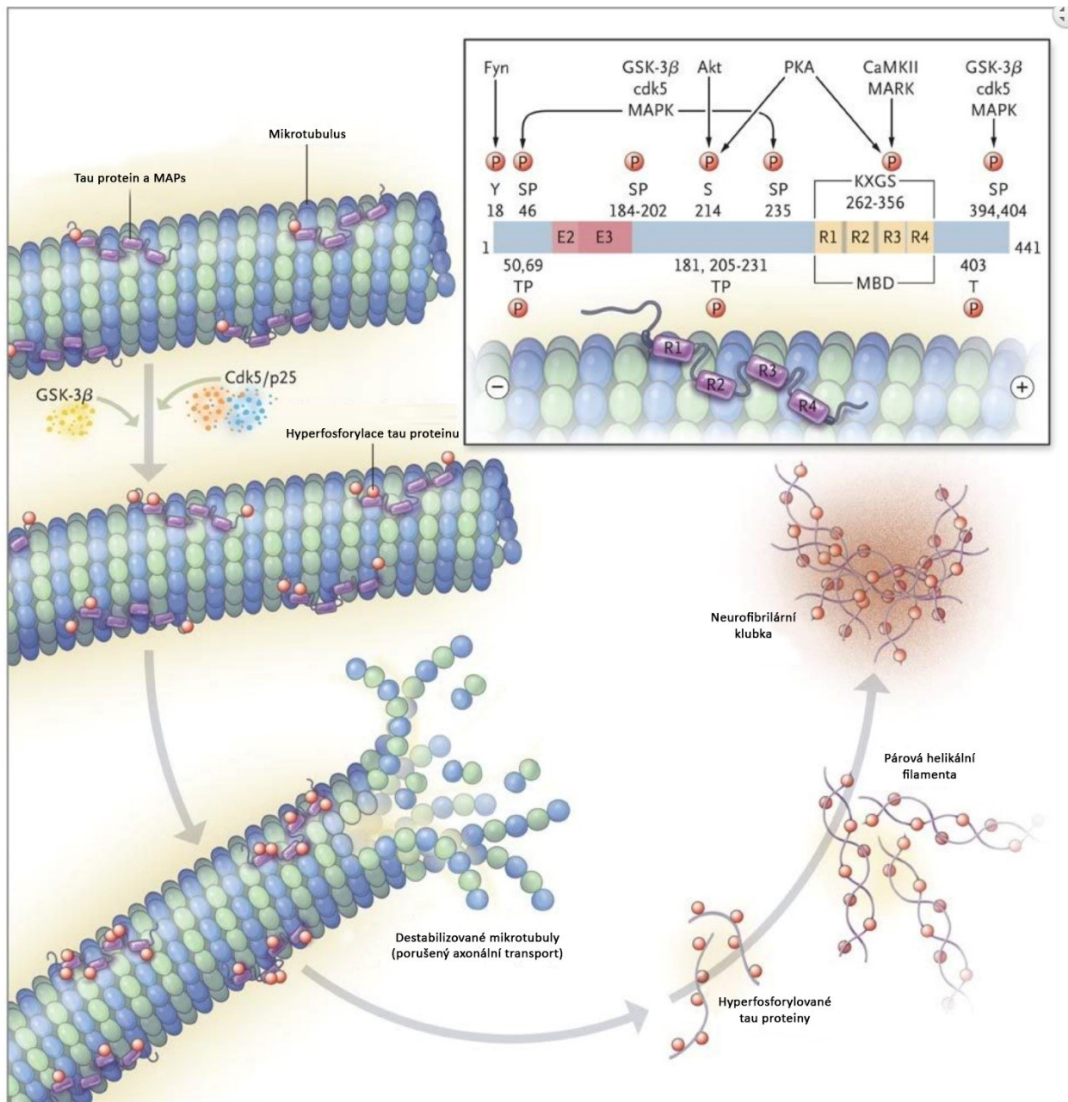 Fyn
GSK-3β
cdk5
MAPK
Akt
PKA
CaMKII
MARK
GSK-3β
cdk5
MAPK
P P P P P P P
Y SP SP S SP KXGS SP
18 46 184-202 214 235 262-356 394,404
1 E2 E3 R1 R2 R3 R4 441
50,69 181, 205-231 MBD 403
TP TP T
P P P
R1
R2
R3
R4
−
+
Mikrotubulus
Tau protein a MAPs
GSK-3β
Cdk5/p25
Hyperfosforylace tau proteinu
Neurofibrilární
klubka
Párová helikální
filamenta
Destabilizované mikrotubuly
(porušený axonální transport)
Hyperfosforylované
tau proteiny